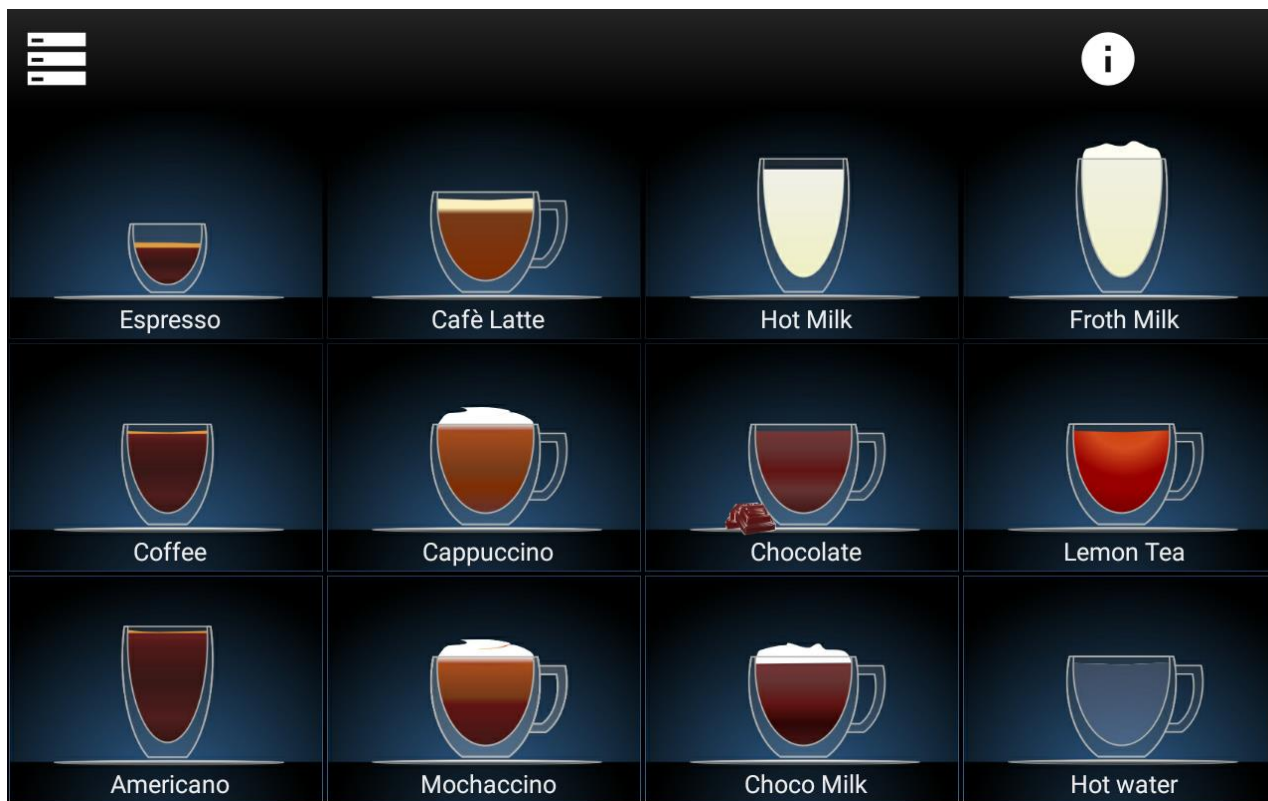 Espresso
Cafè Latte
Hot Milk
Froth Milk
Coffee
Cappuccino
Chocolate
Lemon Tea
Americano
Mochaccino
Choco Milk
Hot water